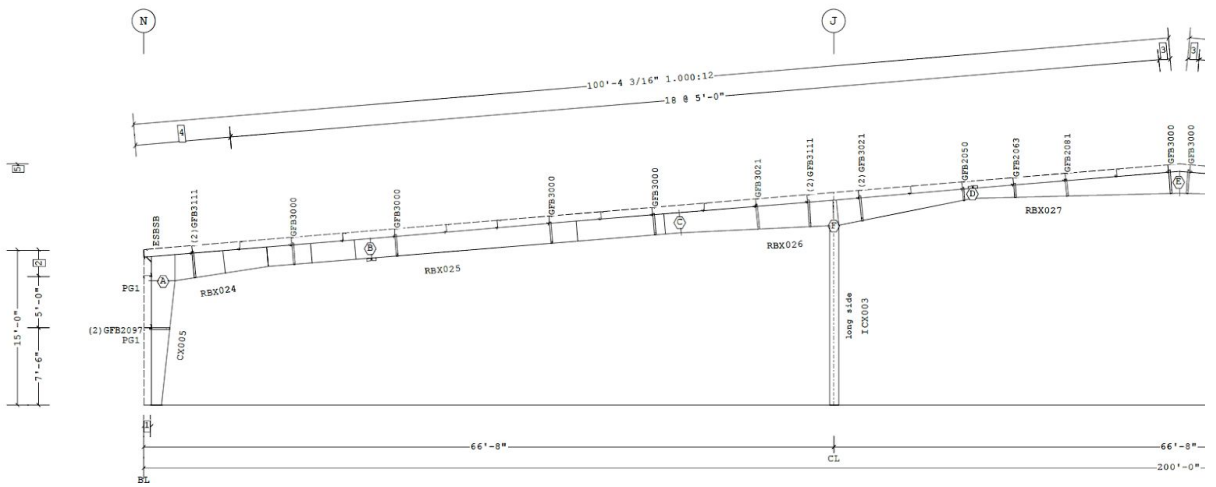 N
J
100'-4 3/16" 1.000:12
3
3
18 @ 5'-0"
4
5
ESBSB
(2)GFB3111
GFB3000
GFB3000
GFB3000
GFB3000
GFB3021
(2)GFB3111
(2)GFB3021
GFB2050
GFB2063
GFB2081
GFB3000
GFB3000
A
B
C
F
D
E
2
PG1
RBX024
RBX025
RBX026
RBX027
15'-0"
5'-0"
7'-6"
(2)GFB2097
PG1
CX005
long side
ICX003
1
66'-8"
66'-8"
CL
200'-0"
BL